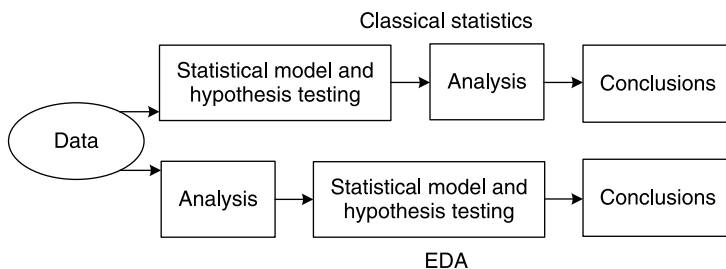 Classical statistics
Statistical model and
hypothesis testing
Analysis
Conclusions
Data
Analysis
Statistical model and
hypothesis testing
Conclusions
EDA